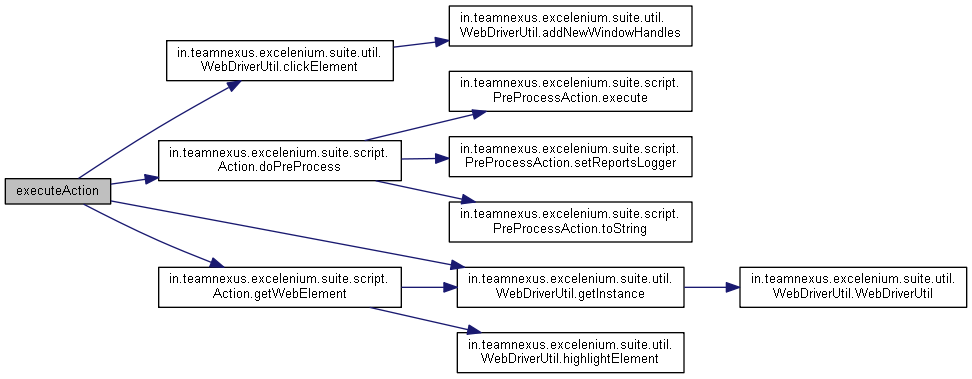 executeAction
in.teamnexus.excelenium.suite.util.
WebDriverUtil.clickElement
in.teamnexus.excelenium.suite.util.
WebDriverUtil.addNewWindowHandles
in.teamnexus.excelenium.suite.script.
Action.doPreProcess
in.teamnexus.excelenium.suite.script.
PreProcessAction.execute
in.teamnexus.excelenium.suite.script.
PreProcessAction.setReportsLogger
in.teamnexus.excelenium.suite.script.
PreProcessAction.toString
in.teamnexus.excelenium.suite.script.
Action.getWebElement
in.teamnexus.excelenium.suite.util.
WebDriverUtil.getInstance
in.teamnexus.excelenium.suite.util.
WebDriverUtil.WebDriverUtil
in.teamnexus.excelenium.suite.util.
WebDriverUtil.highlightElement